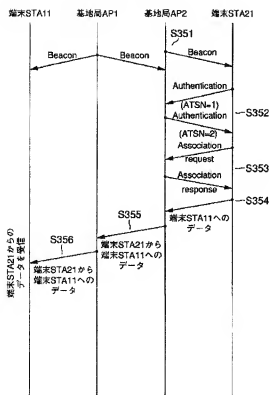 端末STA11 基地局AP1 基地局AP2 端末STA21
S351
Beacon Beacon Beacon
Authentication
(ATSN=1)
S352
Authentication
(ATSN=2)
Association
request
S353
Association
response
S354
端末STA11への
データ
S355
端末STA21から
端末STA11への
データ
S356
端末STA21から
端末STA11への
データ
端末STA21からの
データを受信